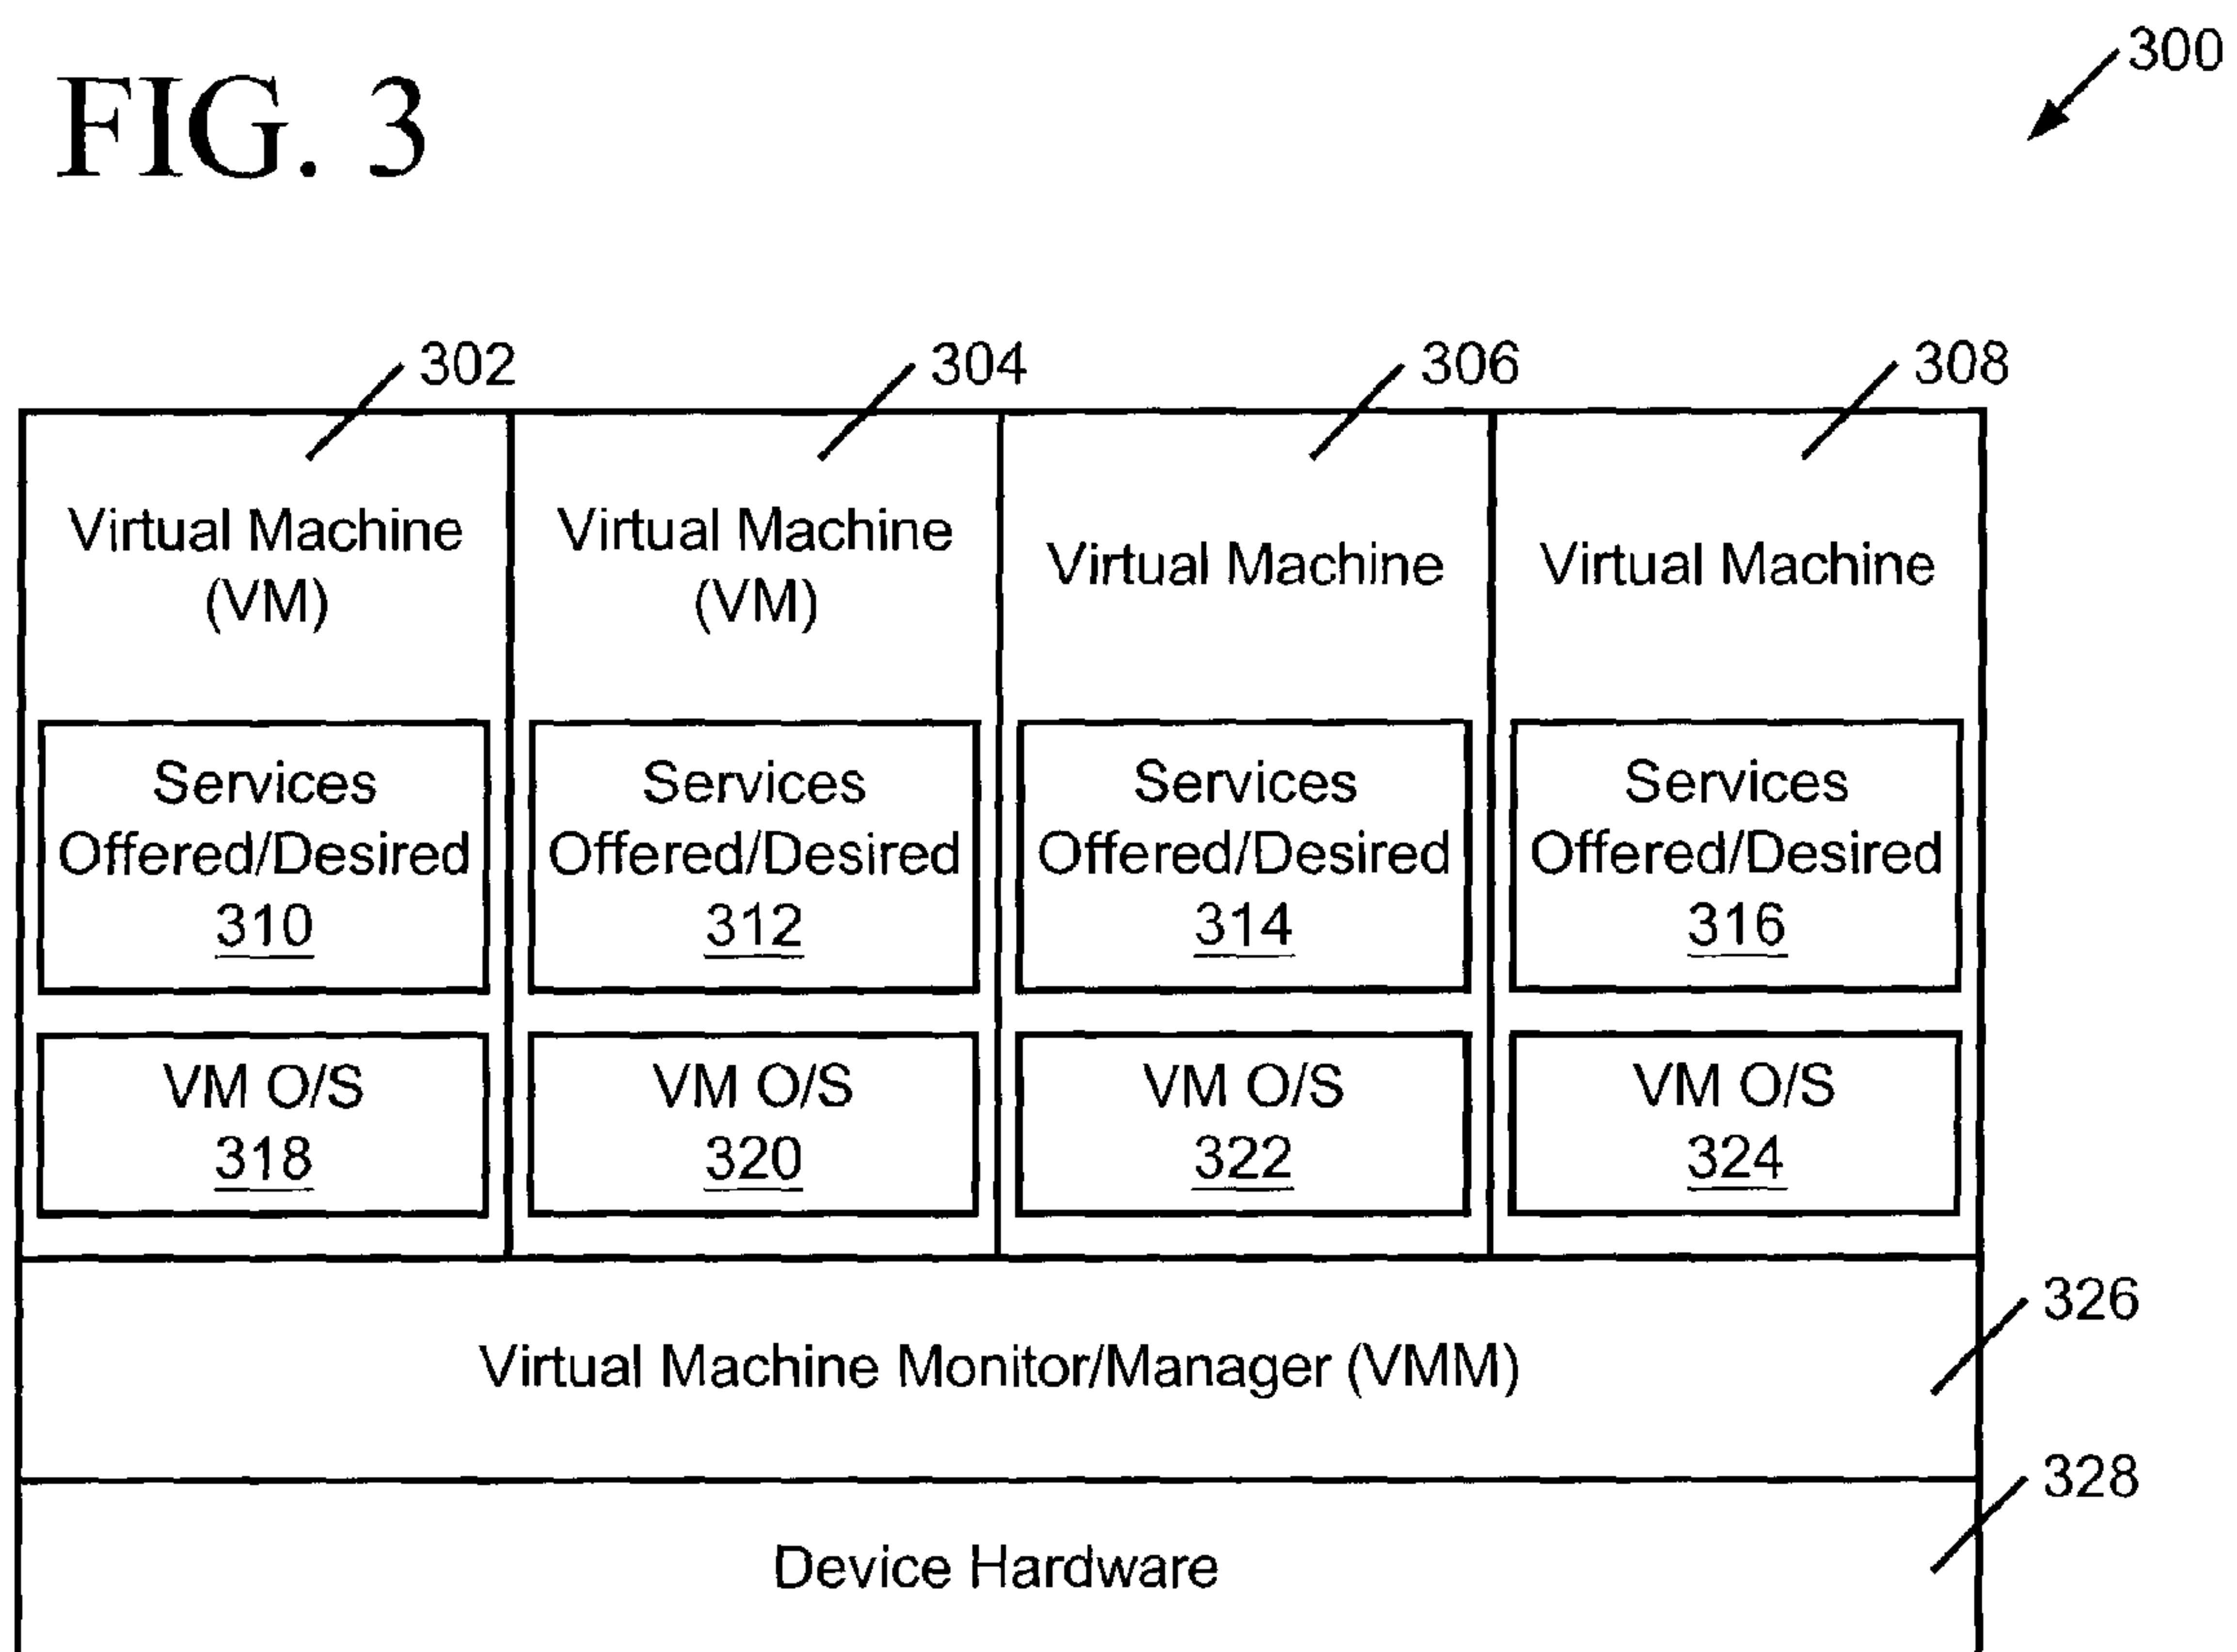 FIG. 3
300
302
304
306
308
Virtual Machine
(VM)
Virtual Machine
(VM)
Virtual Machine
Virtual Machine
Services
Offered/Desired
310
Services
Offered/Desired
312
Services
Offered/Desired
314
Services
Offered/Desired
316
VM O/S
318
VM O/S
320
VM O/S
322
VM O/S
324
326
Virtual Machine Monitor/Manager (VMM)
328
Device Hardware